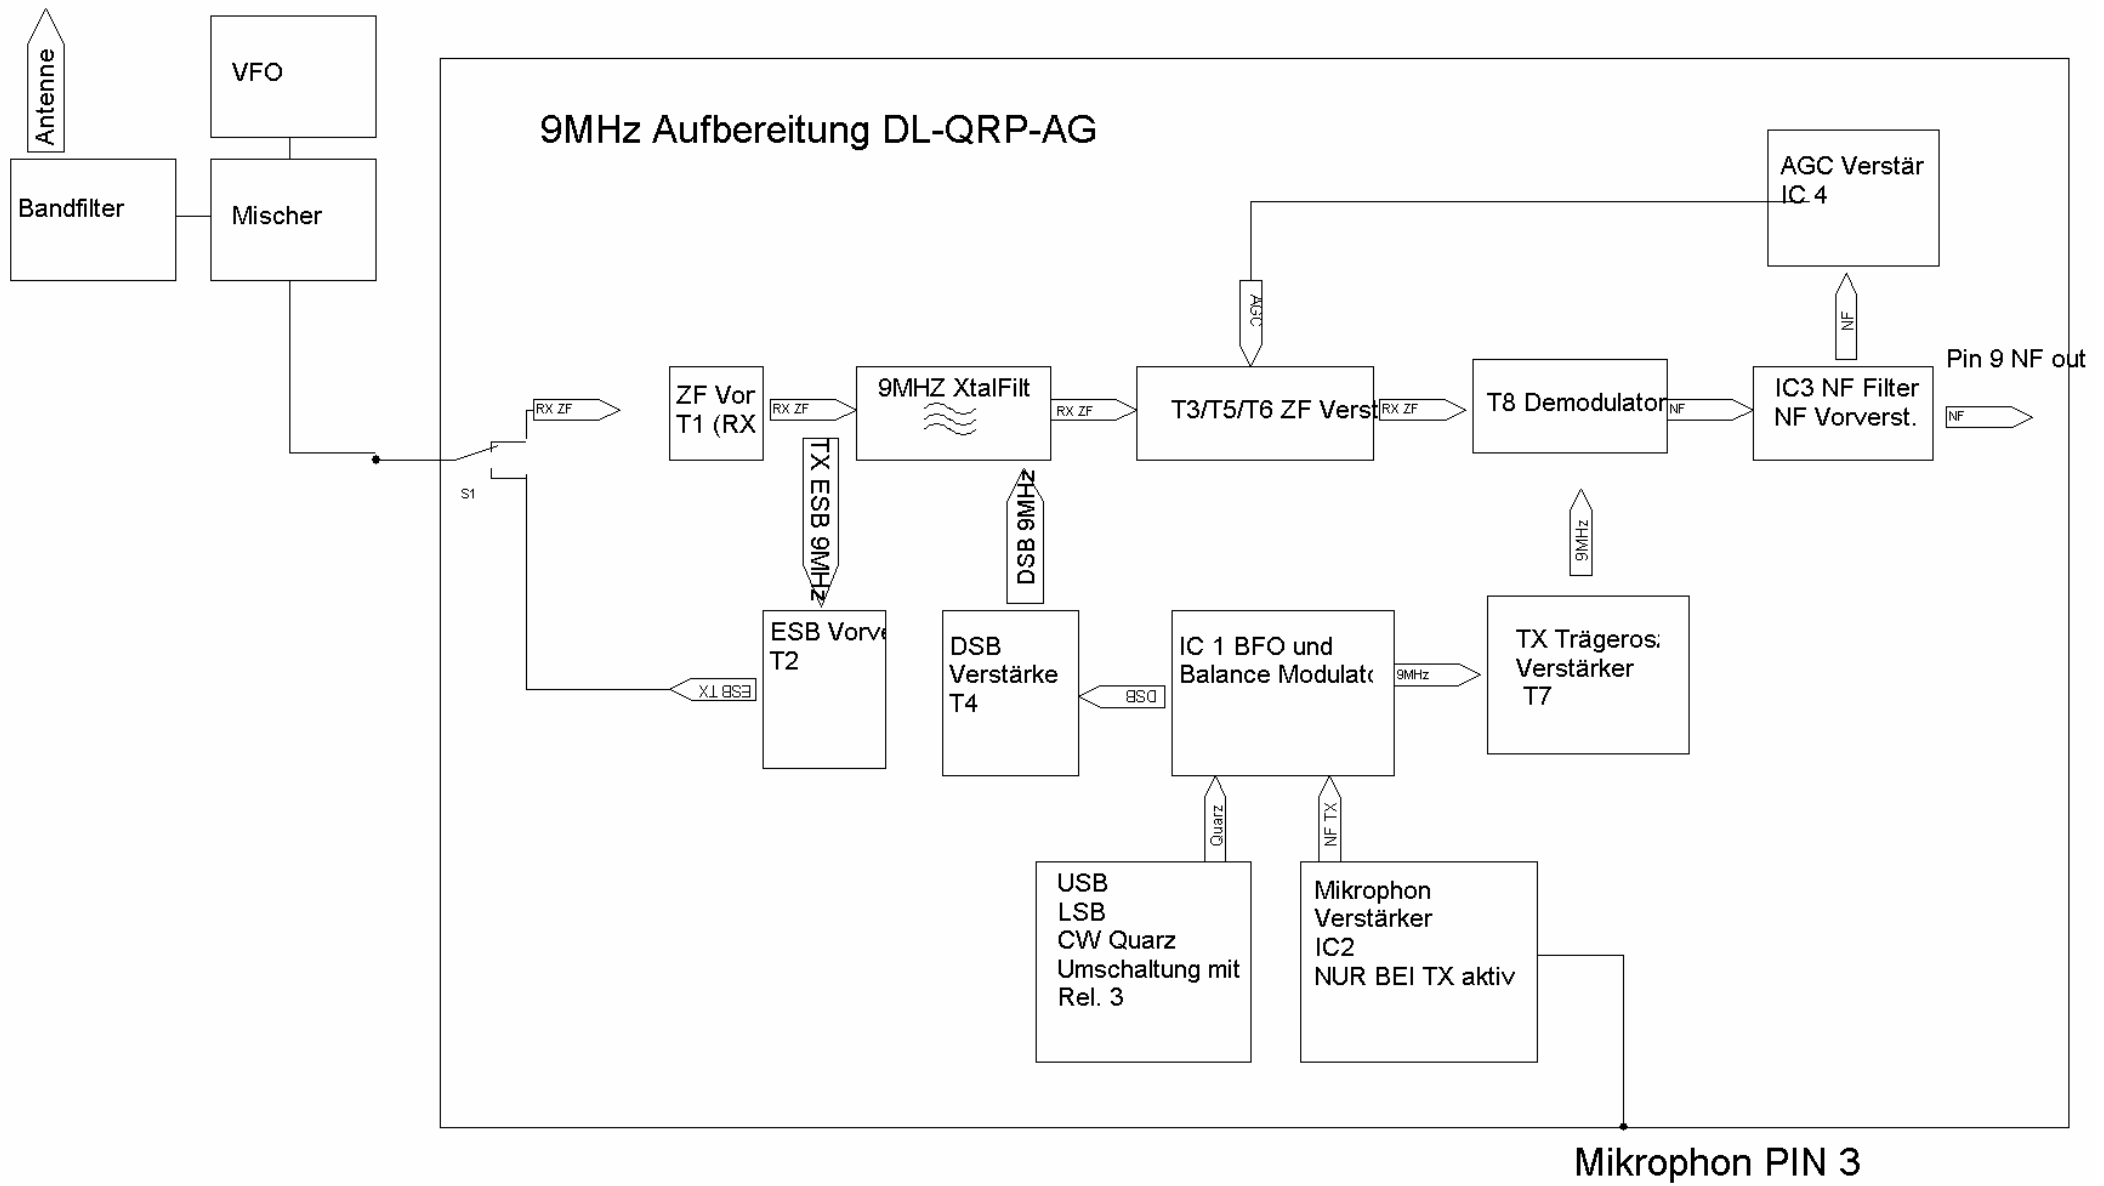 Antenne
VFO
Bandfilter
Mischer
9MHz Aufbereitung DL-QRP-AG
AGC Verstär
IC 4
AGC
NF
Pin 9 NF out
S1
RX ZF
ZF Vor
T1 (RX
RX ZF
9MHZ XtalFilt
RX ZF
T3/T5/T6 ZF Verst
RX ZF
T8 Demodulator
NF
IC3 NF Filter
NF Vorverst.
NF
TX ESB 9MHz
DSB 9MHz
9MHz
ESB TX
ESB Vorve
T2
DSB
Verstärke
T4
DSB
IC 1 BFO und
Balance Modulato
9MHz
TX Trägeros
Verstärker
T7
Quarz
NF TX
USB
LSB
CW Quarz
Umschaltung mit
Rel. 3
Mikrophon
Verstärker
IC2
NUR BEI TX aktiv
Mikrophon PIN 3